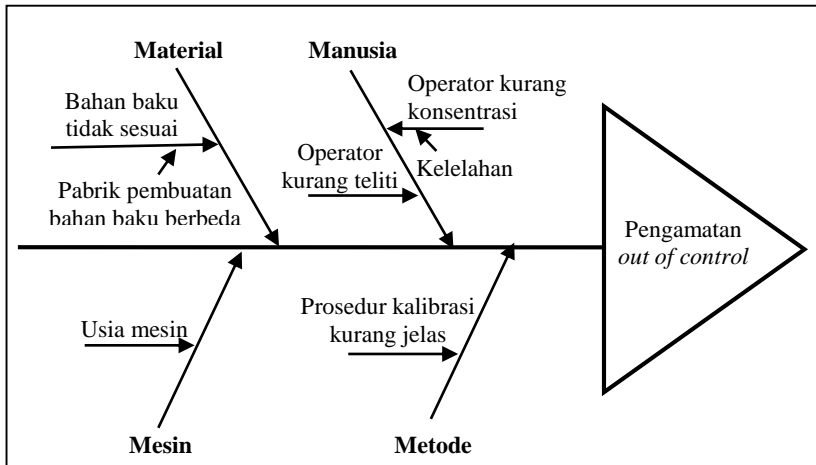 Material
Manusia
Bahan baku
tidak sesuai
Pabrik pembuatan
bahan baku berbeda
Operator kurang
konsentrasi
Kelelahan
Operator
kurang teliti
Pengamatan
out of control
Usia mesin
Prosedur kalibrasi
kurang jelas
Mesin
Metode